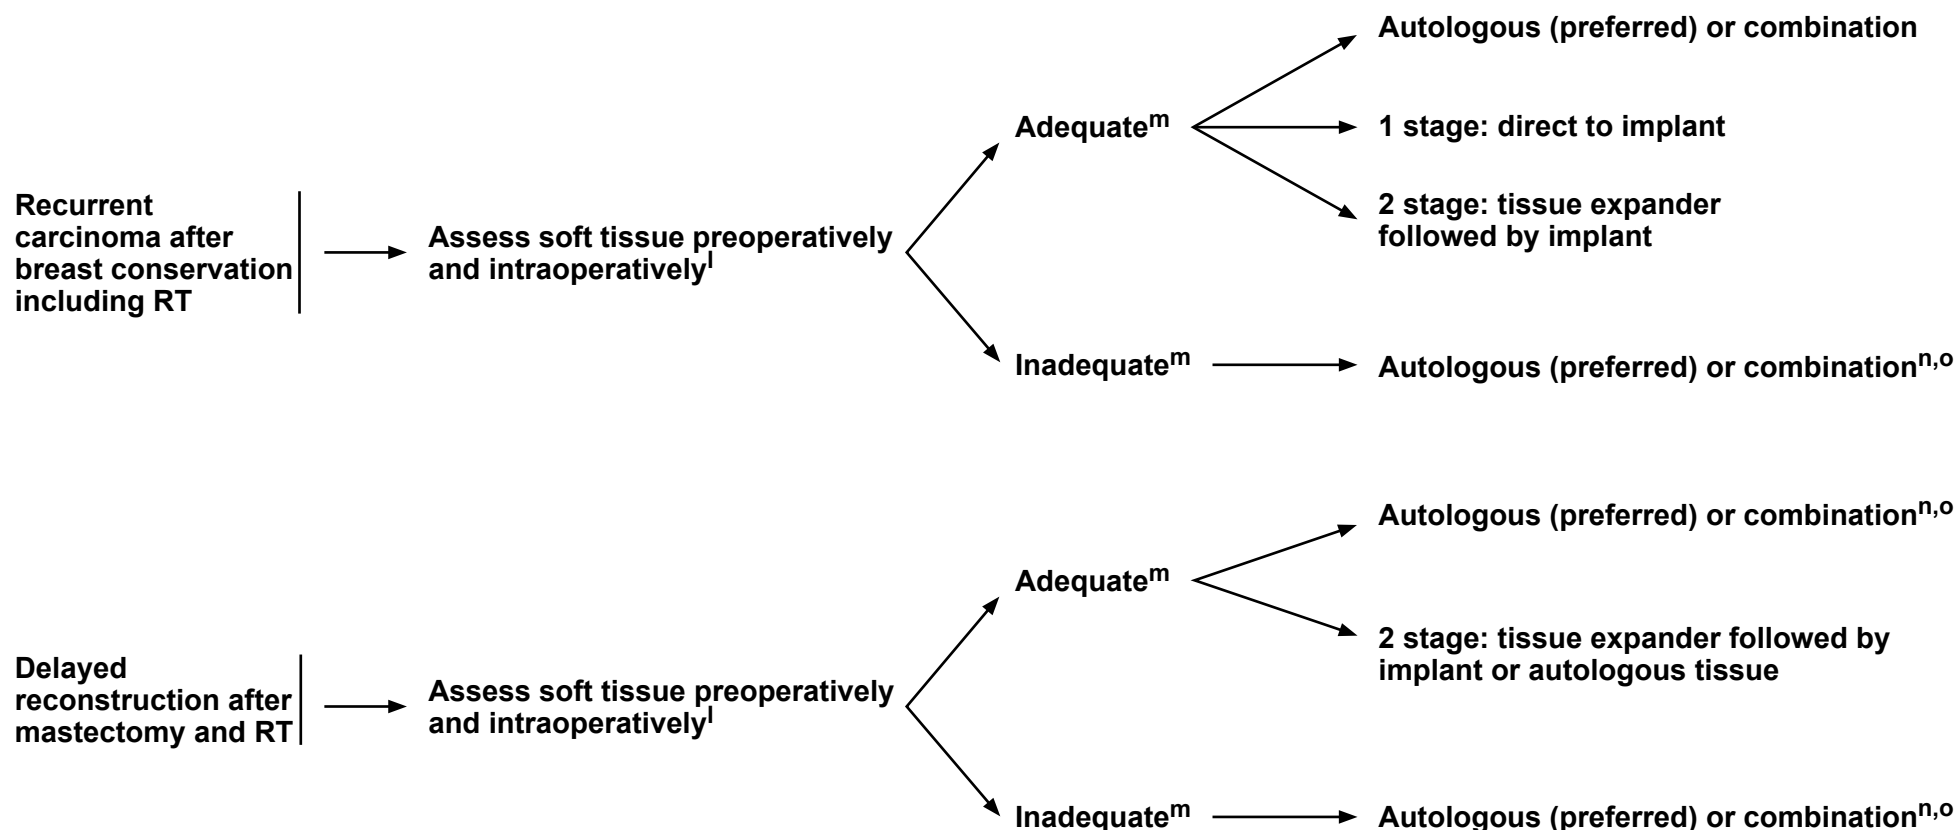 Recurrent
carcinoma after
breast conservation
including RT
Assess soft tissue preoperatively
and intraoperativelyˡ
Adequateᵐ
Autologous (preferred) or combination
1 stage: direct to implant
2 stage: tissue expander
followed by implant
Inadequateᵐ
Autologous (preferred) or combinationⁿ,ᵒ
Delayed
reconstruction after
mastectomy and RT
Assess soft tissue preoperatively
and intraoperativelyˡ
Adequateᵐ
Autologous (preferred) or combinationⁿ,ᵒ
2 stage: tissue expander followed by
implant or autologous tissue
Inadequateᵐ
Autologous (preferred) or combinationⁿ,ᵒ